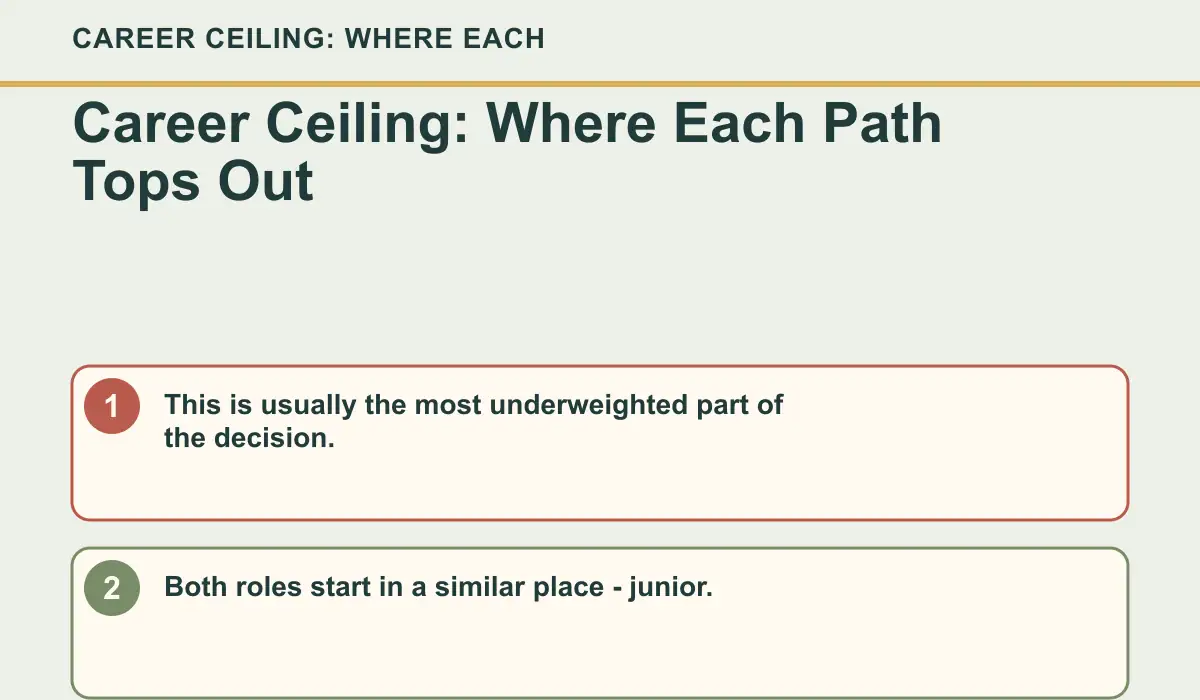 CAREER CEILING: WHERE EACH
Career Ceiling: Where Each Path
Tops Out
1
This is usually the most underweighted part of
the decision.
2
Both roles start in a similar place - junior.